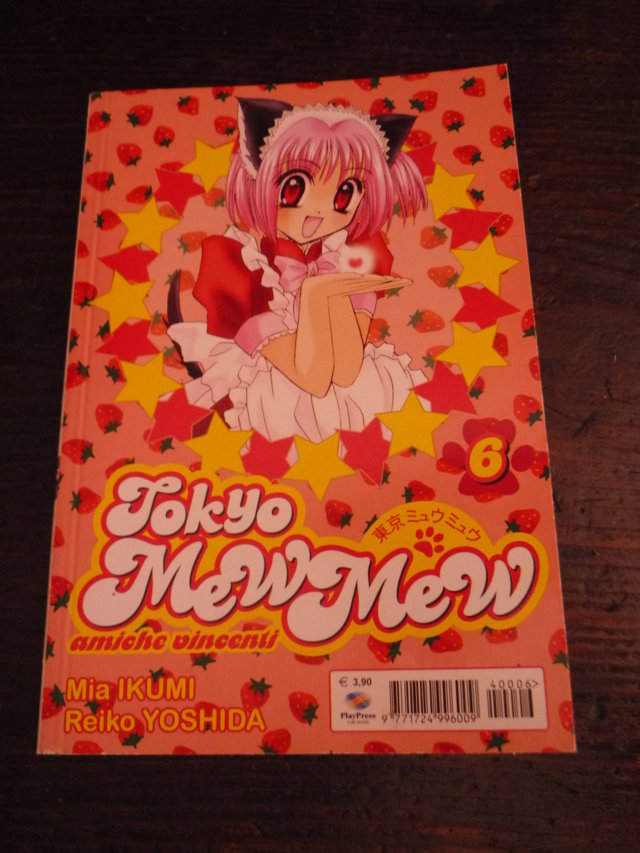 6
Tokyo
東京ミュウミュウ
MewMew
amiche vincenti
Mia IKUMI
Reiko YOSHIDA
€ 3,90
PlayPress
40006>
9 771724 996009